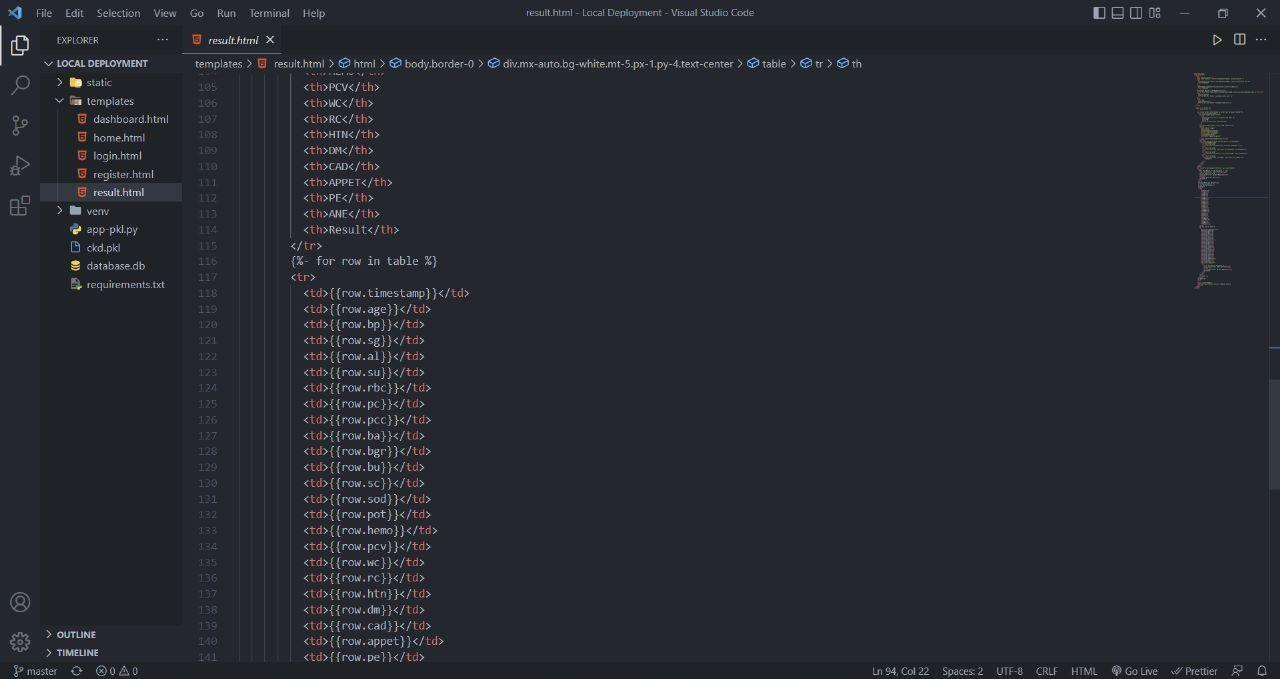 File Edit Selection View Go Run Terminal Help
result.html - Local Deployment - Visual Studio Code
EXPLORER
LOCAL DEPLOYMENT
static
templates
dashboard.html
home.html
login.html
register.html
result.html
venv
app-pkl.py
ckd.pkl
database.db
requirements.txt
OUTLINE
TIMELINE
result.html
templates > result.html > html > body.border-0 > div.mx-auto.bg-white.mt-5.px-1.py-4.text-center > table > tr > th
105 <th>PCV</th>
106 <th>WC</th>
107 <th>RC</th>
108 <th>HTN</th>
109 <th>DM</th>
110 <th>CAD</th>
111 <th>APPET</th>
112 <th>PE</th>
113 <th>ANE</th>
114 <th>Result</th>
115 </tr>
116 {%- for row in table %}
117 <tr>
118 <td>{{row.timestamp}}</td>
119 <td>{{row.age}}</td>
120 <td>{{row.bp}}</td>
121 <td>{{row.sg}}</td>
122 <td>{{row.al}}</td>
123 <td>{{row.su}}</td>
124 <td>{{row.rbc}}</td>
125 <td>{{row.pc}}</td>
126 <td>{{row.pcc}}</td>
127 <td>{{row.ba}}</td>
128 <td>{{row.bgr}}</td>
129 <td>{{row.bu}}</td>
130 <td>{{row.sc}}</td>
131 <td>{{row.sod}}</td>
132 <td>{{row.pot}}</td>
133 <td>{{row.hemo}}</td>
134 <td>{{row.pcv}}</td>
135 <td>{{row.wc}}</td>
136 <td>{{row.rc}}</td>
137 <td>{{row.htn}}</td>
138 <td>{{row.dm}}</td>
139 <td>{{row.cad}}</td>
140 <td>{{row.appet}}</td>
141 <td>{{row.pe}}</td>
master 0 0 Ln 94, Col 22 Spaces: 2 UTF-8 CRLF HTML Go Live Prettier